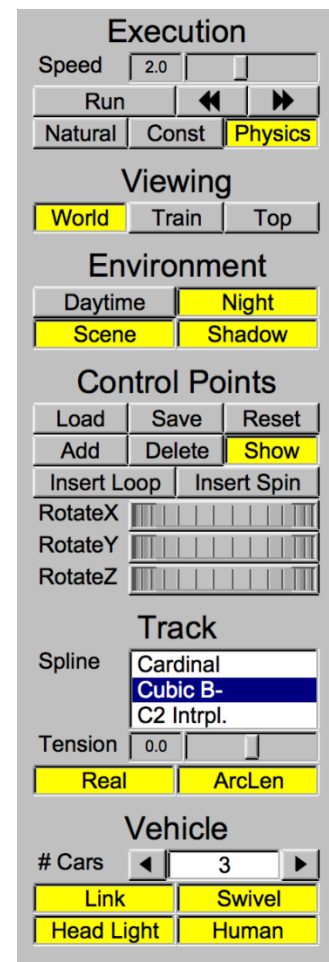 Execution
Speed 2.0
Run
Natural Const Physics
Viewing
World Train Top
Environment
Daytime Night
Scene Shadow
Control Points
Load Save Reset
Add Delete Show
Insert Loop Insert Spin
RotateX
RotateY
RotateZ
Track
Spline Cardinal
Cubic B-
C2 Intrpl.
Tension 0.0
Real ArcLen
Vehicle
# Cars 3
Link Swivel
Head Light Human